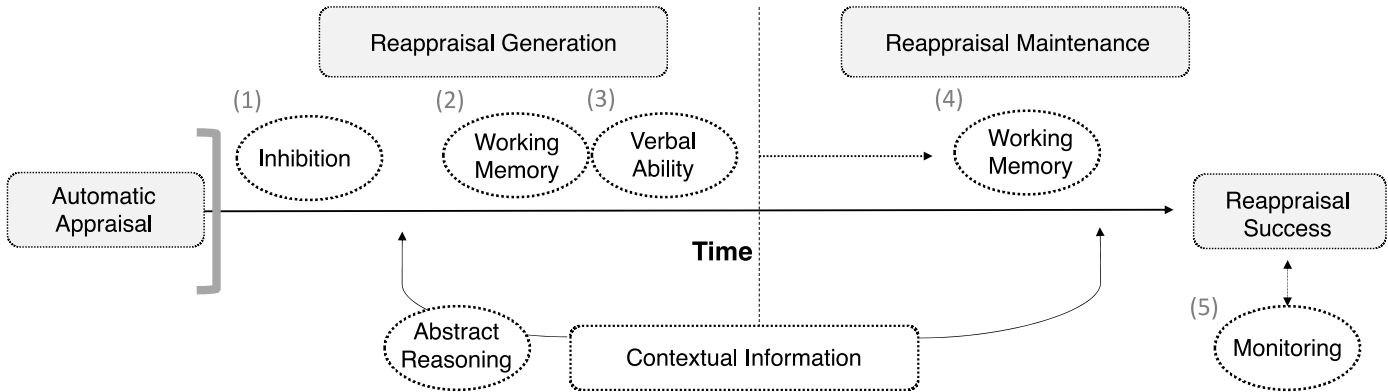 Reappraisal Generation
Reappraisal Maintenance
(1)
Inhibition
(2)
Working
Memory
(3)
Verbal
Ability
(4)
Working
Memory
Automatic
Appraisal
Reappraisal
Success
Time
Abstract
Reasoning
Contextual Information
(5)
Monitoring